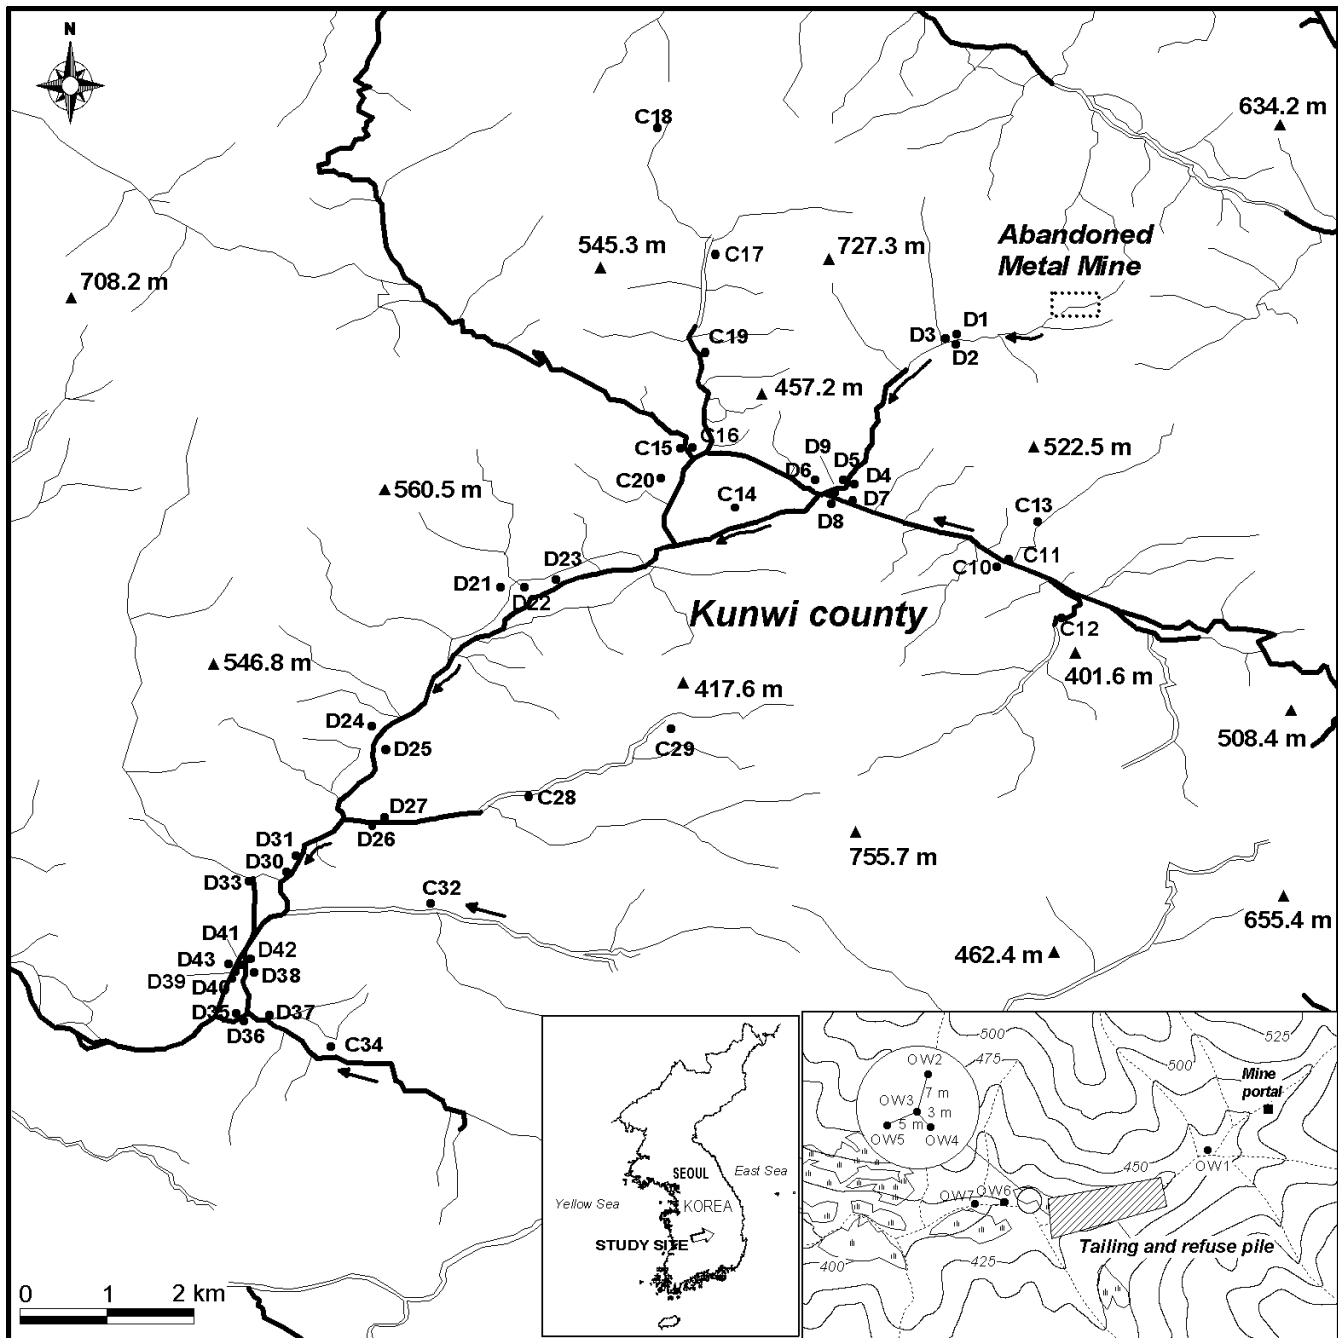 N
C18
634.2 m
545.3 m
C17
727.3 m
Abandoned
Metal Mine
708.2 m
D3
D1
D2
C19
457.2 m
C16
C15
D9
522.5 m
D6
D5
D4
C20
560.5 m
C14
D7
D8
C13
C11
C10
D23
D21
D22
Kunwi county
C12
546.8 m
401.6 m
417.6 m
508.4 m
D24
D25
C29
C28
D27
D26
755.7 m
D31
D30
D33
C32
655.4 m
D41
D42
462.4 m
D43
D39
D38
D40
D35
D37
D36
C34
0 1 2 km
SEOUL
East Sea
Yellow Sea
KOREA
STUDY SITE
500
525
OW2
475
500
Mine
portal
7 m
OW3
3 m
5 m
OW5
OW4
OW1
450
OW7
OW6
Tailing and refuse pile
400
425